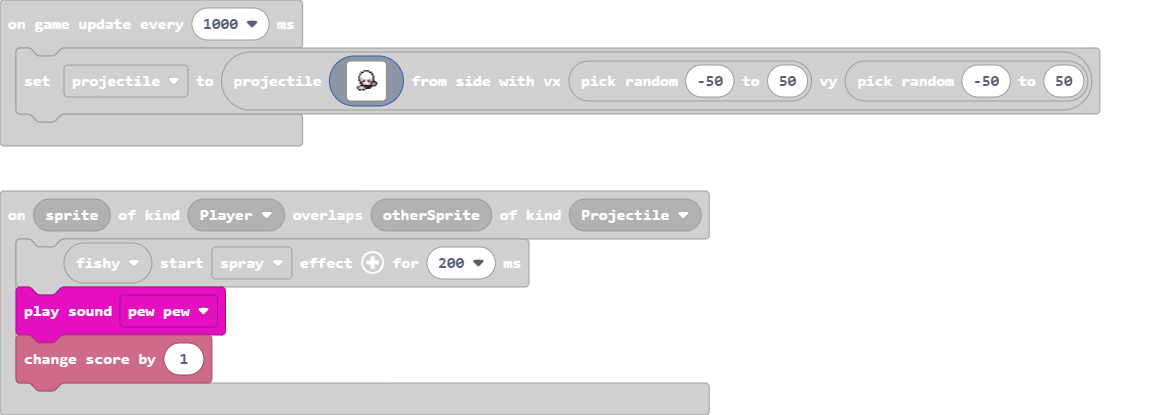 on game update every 1000 ms
set projectile to projectile from side with vx pick random -50 to 50 vy pick random -50 to 50
on sprite of kind Player overlaps otherSprite of kind Projectile
fishy start spray effect for 200 ms
play sound pew pew
change score by 1